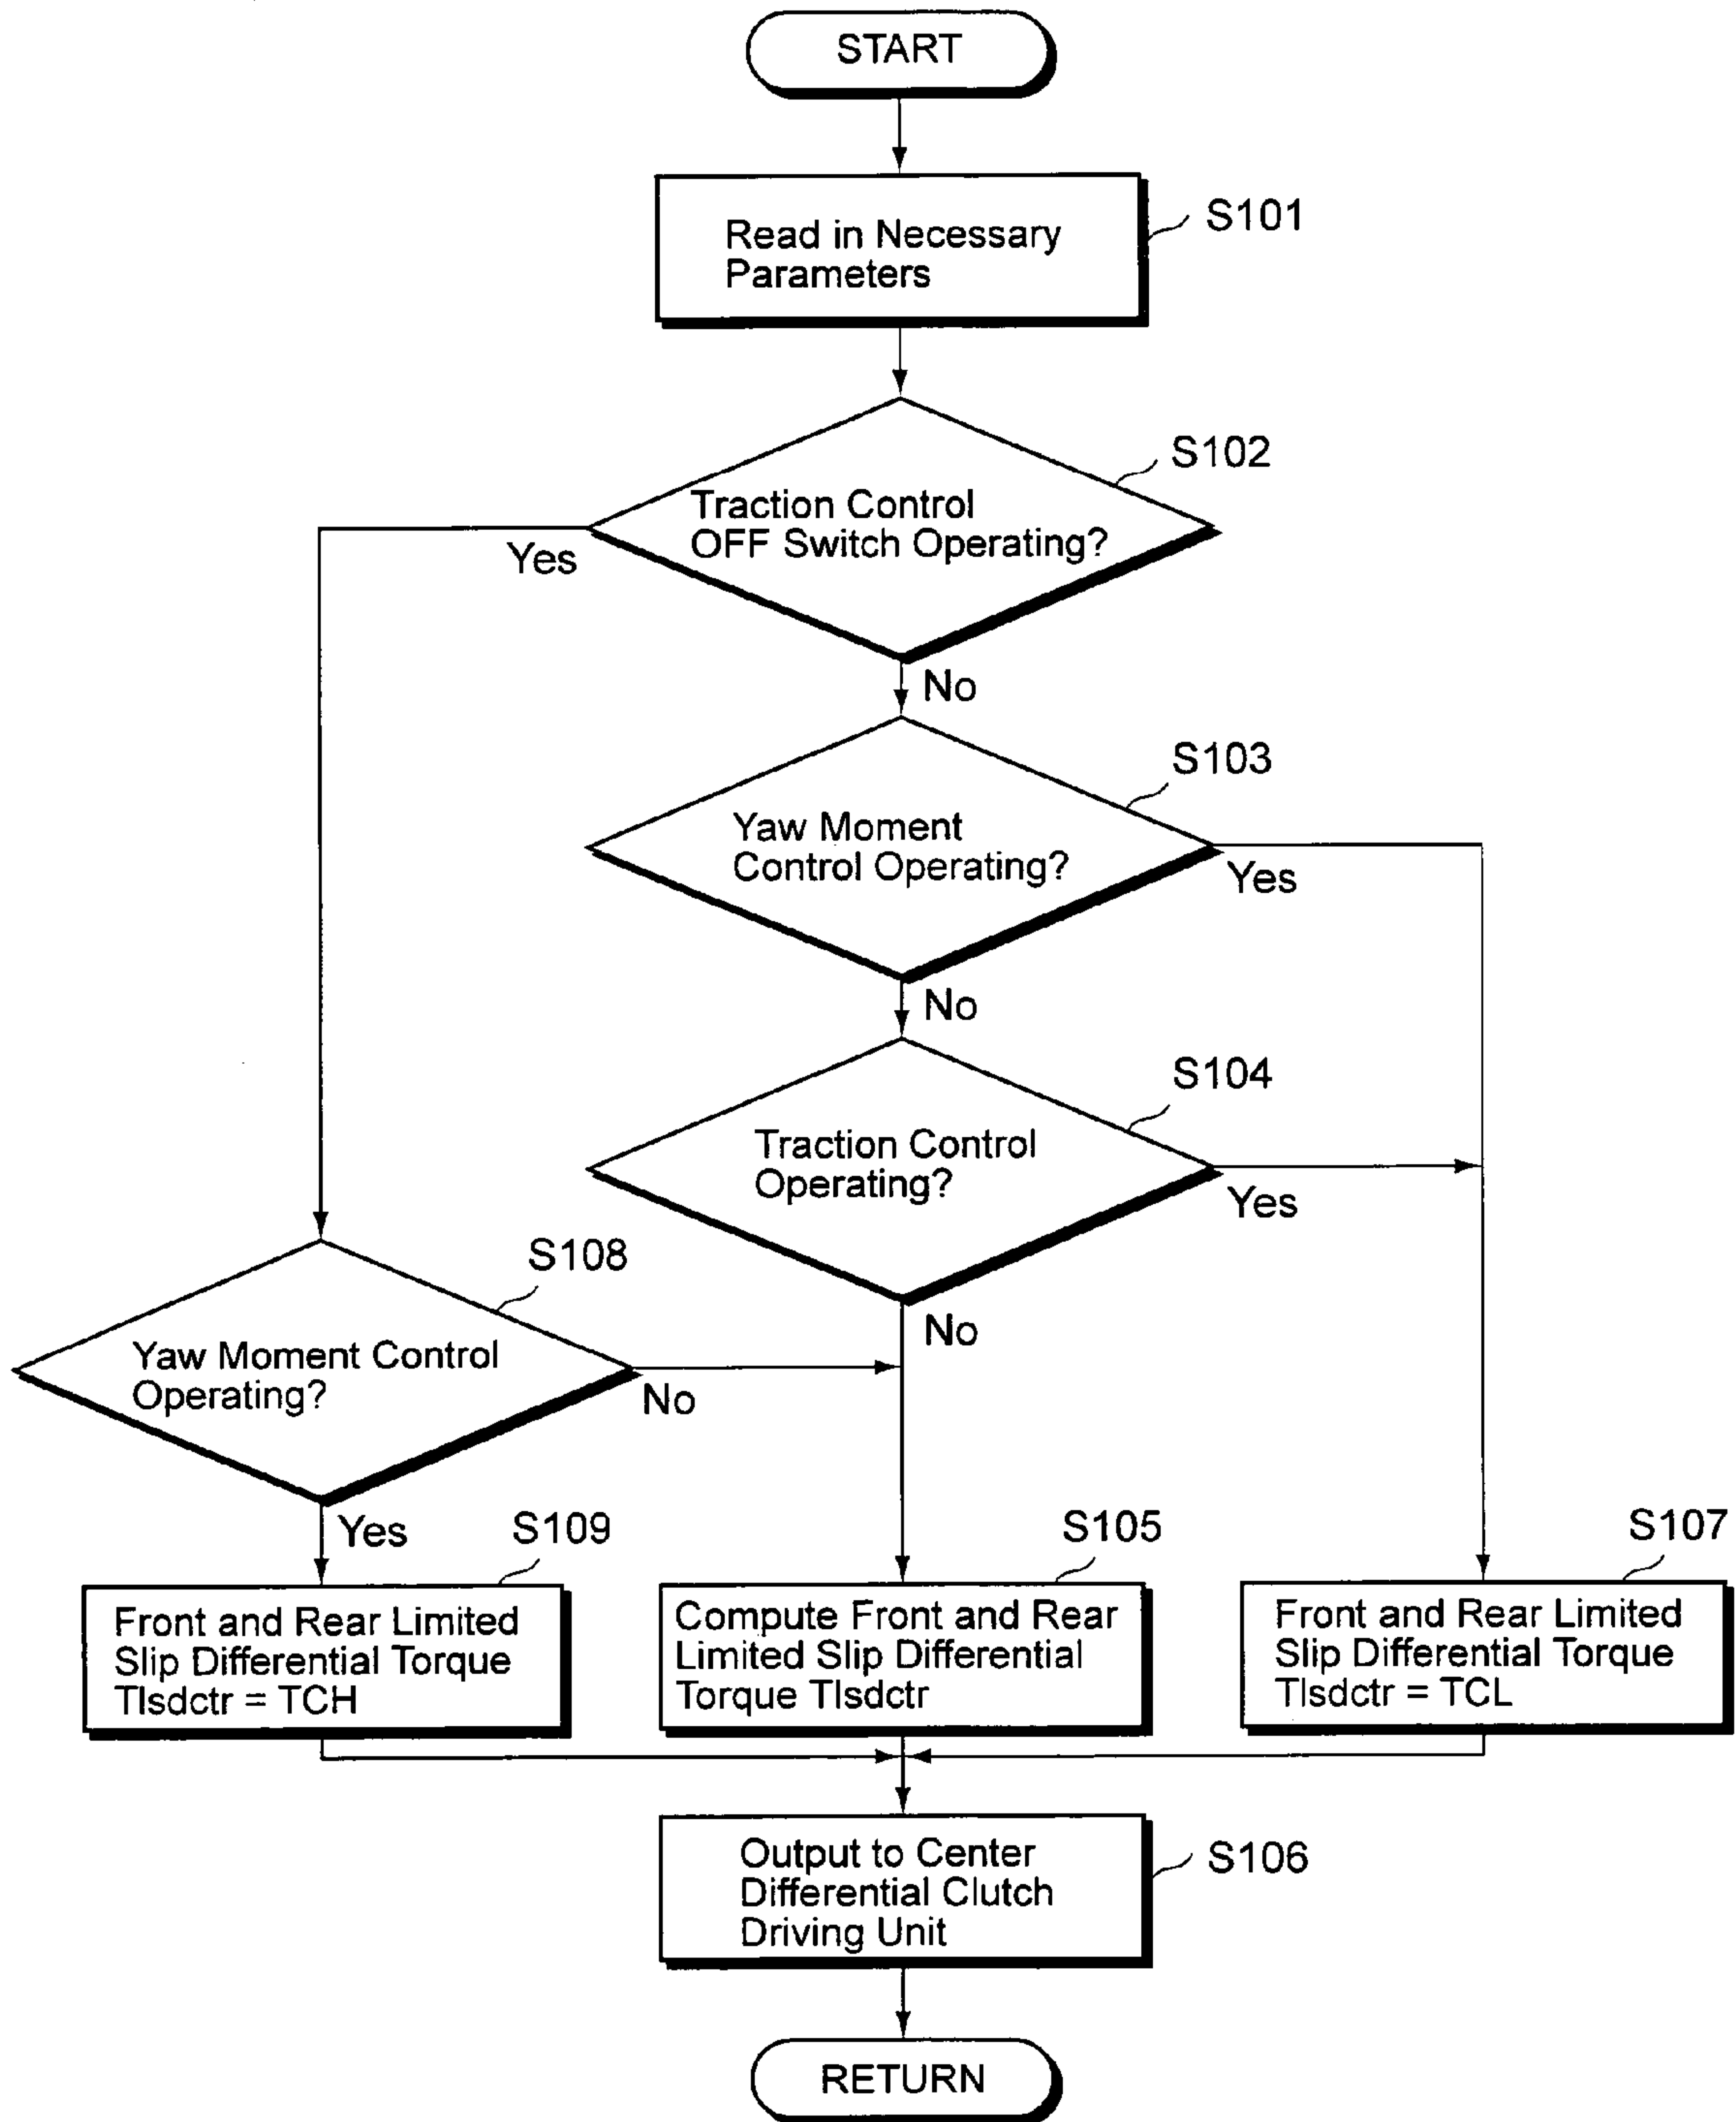 START
Read in Necessary
Parameters
S101
S102
Traction Control
OFF Switch Operating?
Yes
No
S103
Yaw Moment
Control Operating?
Yes
No
S104
Traction Control
Operating?
Yes
No
S108
Yaw Moment Control
Operating?
No
Yes
S109
Front and Rear Limited
Slip Differential Torque
Tlsdctr = TCH
S105
Compute Front and Rear
Limited Slip Differential
Torque Tlsdctr
S107
Front and Rear Limited
Slip Differential Torque
Tlsdctr = TCL
Output to Center
Differential Clutch
Driving Unit
S106
RETURN